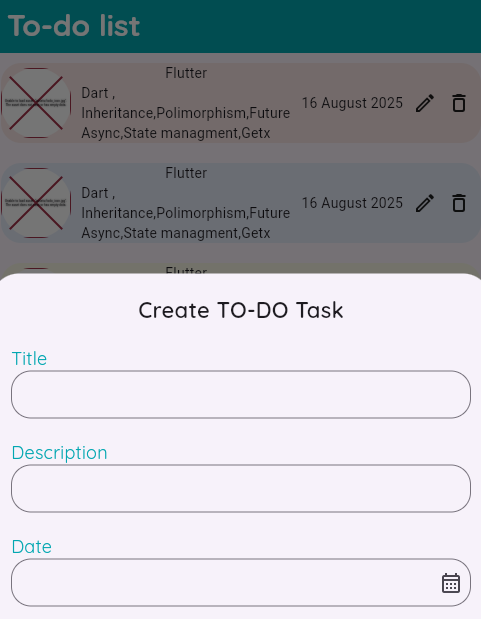 To-do list
Flutter
Dart ,
Inheritance,Polimorphism,Future
Async,State managment,Getx
16 August 2025
Flutter
Dart ,
Inheritance,Polimorphism,Future
Async,State managment,Getx
16 August 2025
Flutter
Create TO-DO Task
Title
Description
Date